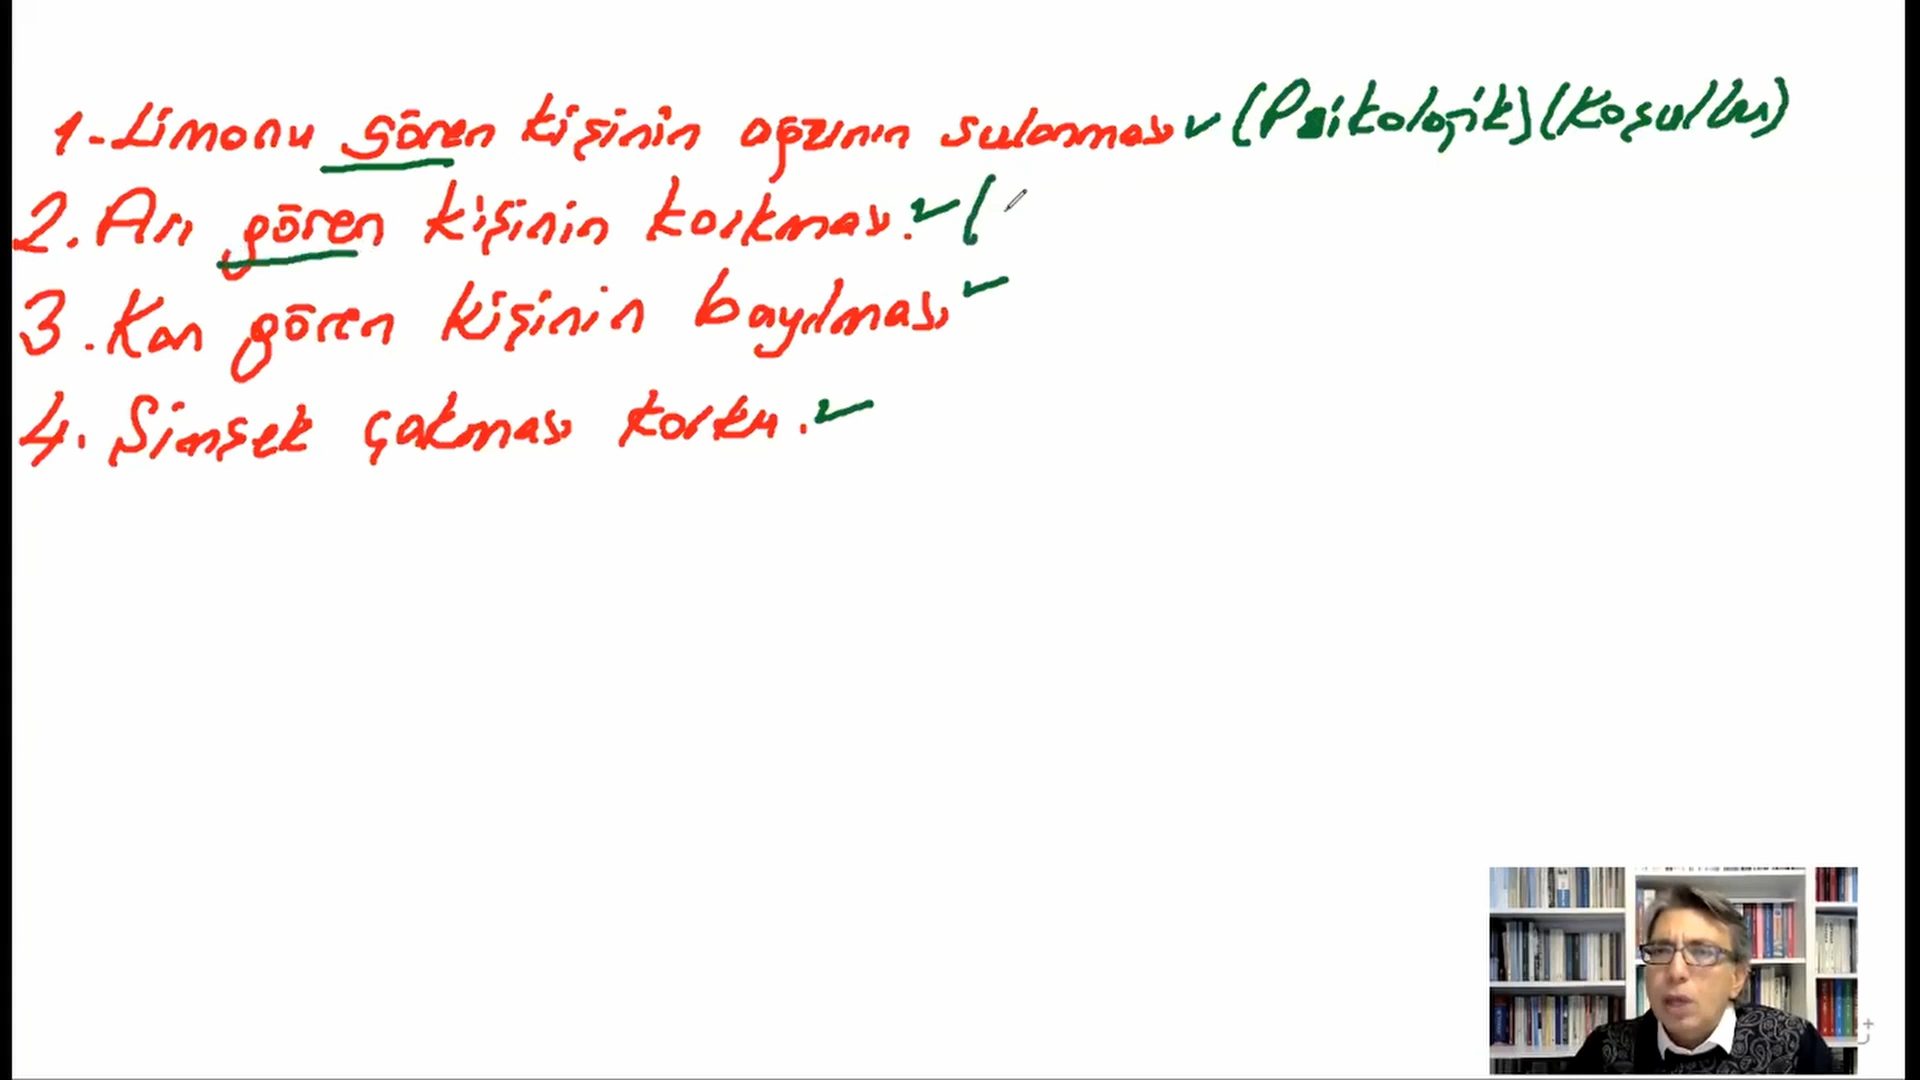 1-Limonu gören kişinin ağzının sulanması (Psikolojik) (Koşullu)
2. Arı gören kişinin korkması. (
3. Kan gören kişinin bayılması
4. Şimşek çakması korku.